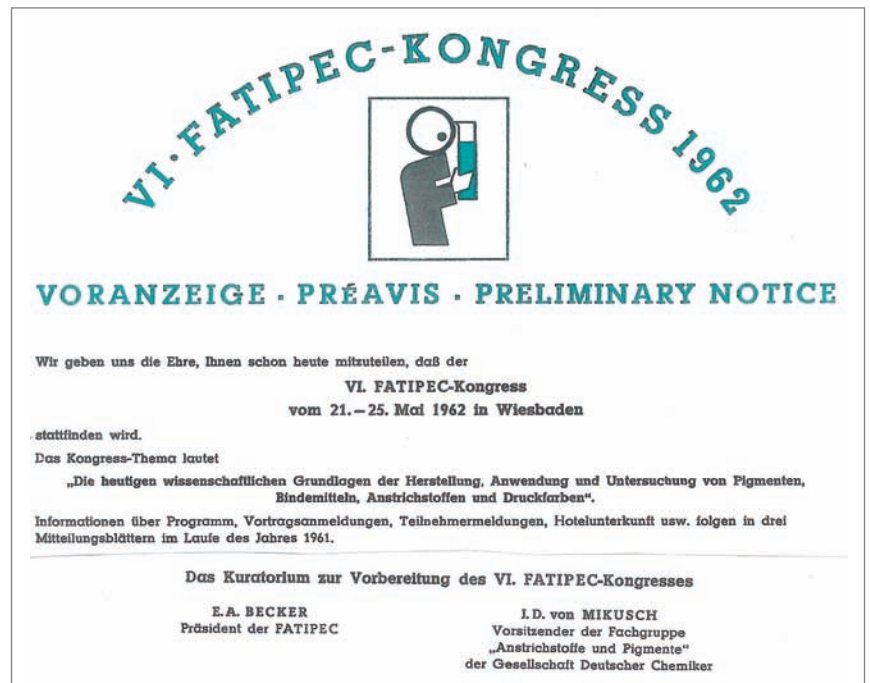 VI · FATIPEC-KONGRESS 1962
VORANZEIGE · PRÉAVIS · PRELIMINARY NOTICE
Wir geben uns die Ehre, Ihnen schon heute mitzuteilen, daß der
VI. FATIPEC-Kongress
vom 21.–25. Mai 1962 in Wiesbaden
stattfinden wird.
Das Kongress-Thema lautet
„Die heutigen wissenschaftlichen Grundlagen der Herstellung, Anwendung und Untersuchung von Pigmenten,
Bindemitteln, Anstrichstoffen und Druckfarben“.
Informationen über Programm, Vortragsanmeldungen, Teilnehmermeldungen, Hotelunterkunft usw. folgen in drei
Mitteilungsblättern im Laufe des Jahres 1961.
Das Kuratorium zur Vorbereitung des VI. FATIPEC-Kongresses
E.A. BECKER
Präsident der FATIPEC
J.D. von MIKUSCH
Vorsitzender der Fachgruppe
„Anstrichstoffe und Pigmente“
der Gesellschaft Deutscher Chemiker